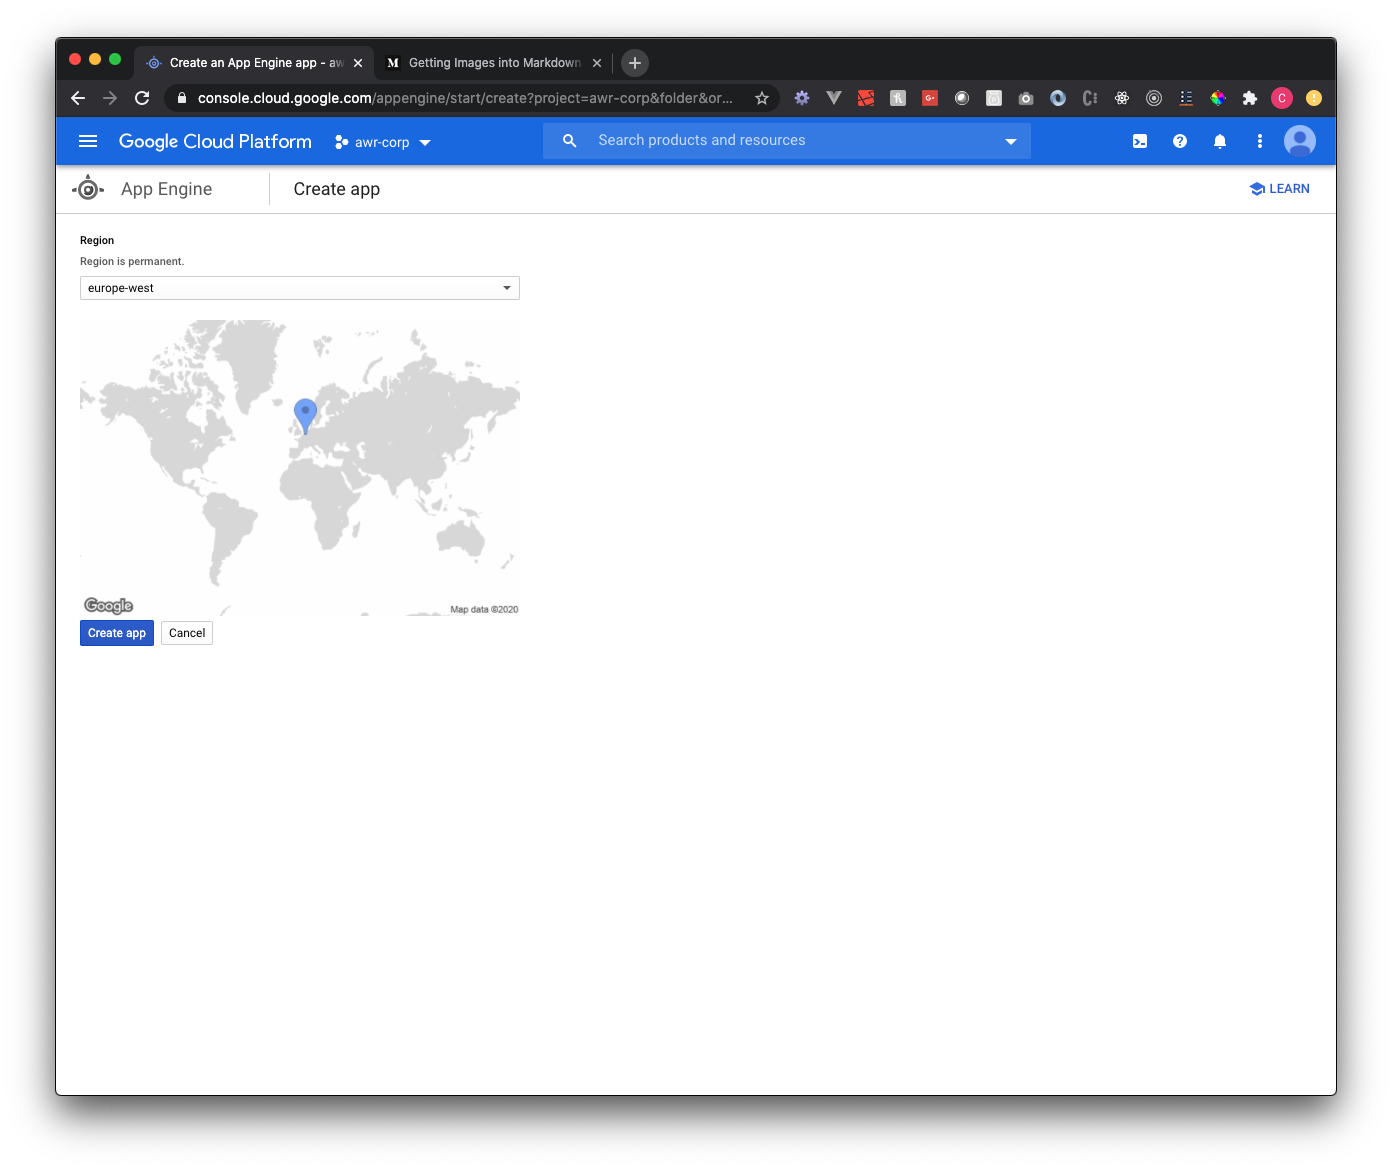 Create an App Engine app - aw
M Getting Images into Markdown
console.cloud.google.com/appengine/start/create?project=awr-corp&folder&or...
G+
C
Google Cloud Platform
awr-corp
Search products and resources
App Engine
Create app
LEARN
Region
Region is permanent.
europe-west
Google
Map data ©2020
Create app
Cancel